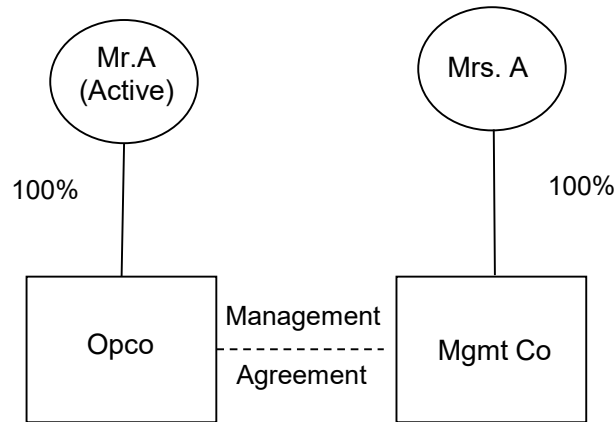 Mr.A
(Active)
Mrs. A
100%
100%
Management
Opco
Mgmt Co
Agreement